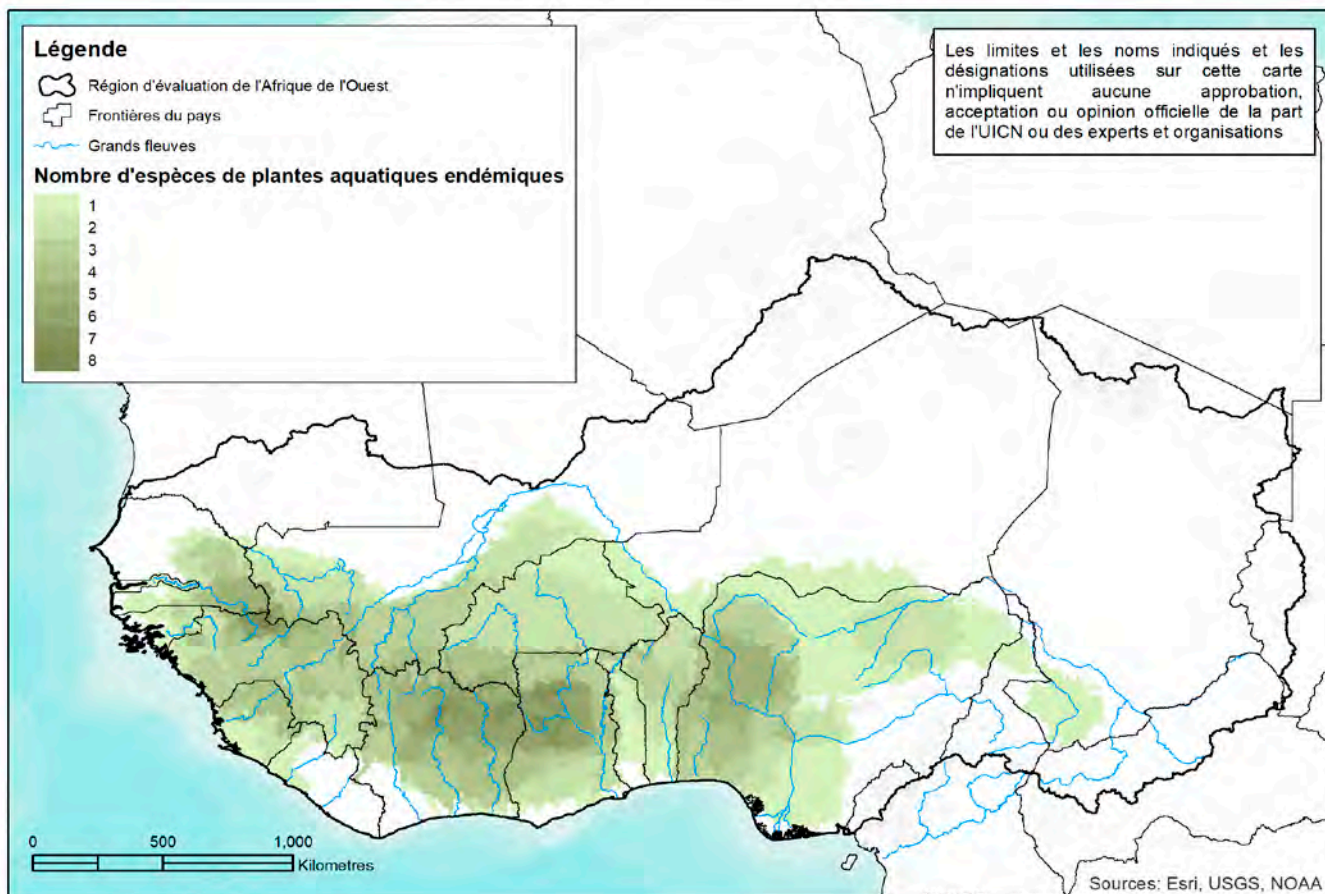 Légende
Région d'évaluation de l'Afrique de l'Ouest
Frontières du pays
Grands fleuves
Nombre d'espèces de plantes aquatiques endémiques
1
2
3
4
5
6
7
8
Les limites et les noms indiqués et les
désignations utilisées sur cette carte
n'impliquent aucune approbation,
acceptation ou opinion officielle de la part
de l'UICN ou des experts et organisations
0 500 1,000
Kilometres
Sources: Esri, USGS, NOAA